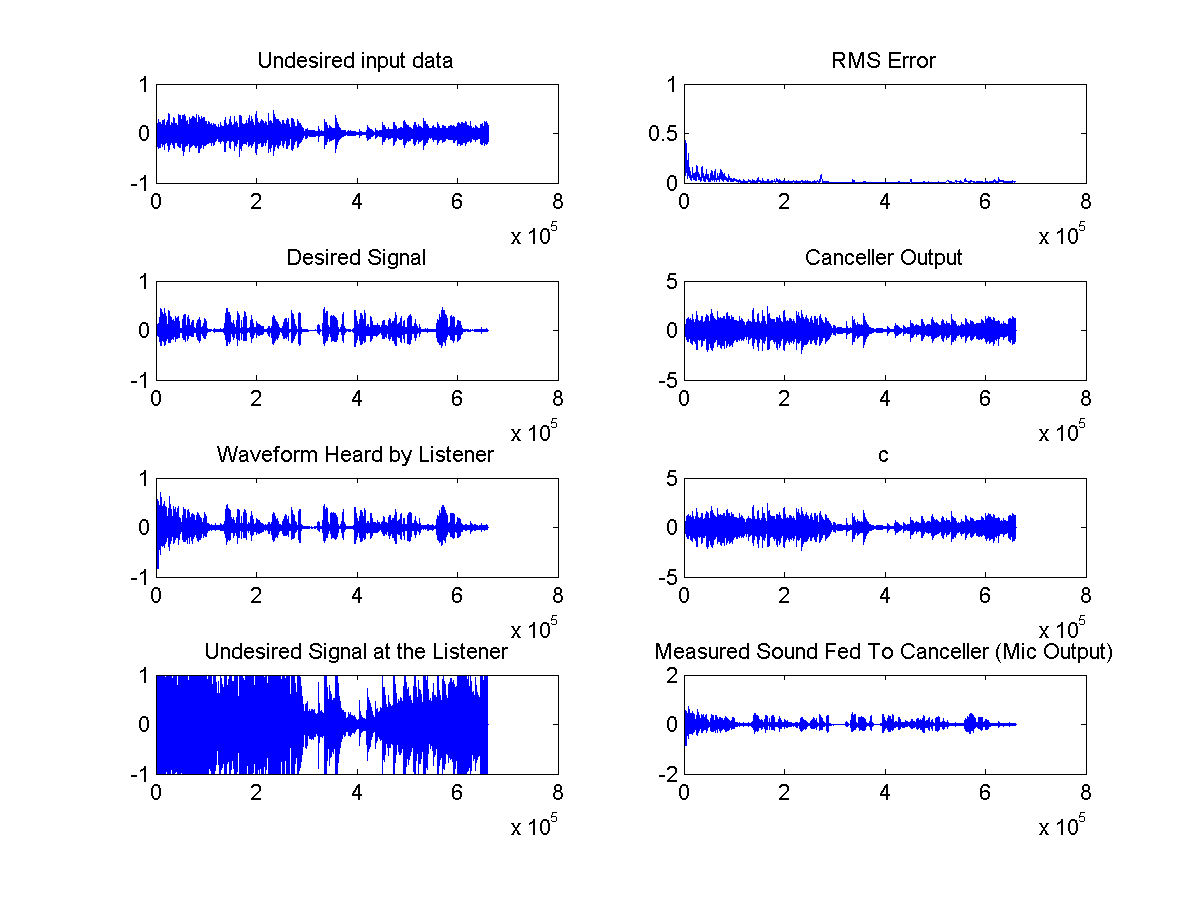 Undesired input data
1
0
-1
0 2 4 6 8
x 10^5
RMS Error
1
0.5
0
0 2 4 6 8
x 10^5
Desired Signal
1
0
-1
0 2 4 6 8
x 10^5
Canceller Output
5
0
-5
0 2 4 6 8
x 10^5
Waveform Heard by Listener
1
0
-1
0 2 4 6 8
x 10^5
c
5
0
-5
0 2 4 6 8
x 10^5
Undesired Signal at the Listener
1
0
-1
0 2 4 6 8
x 10^5
Measured Sound Fed To Canceller (Mic Output)
2
0
-2
0 2 4 6 8
x 10^5